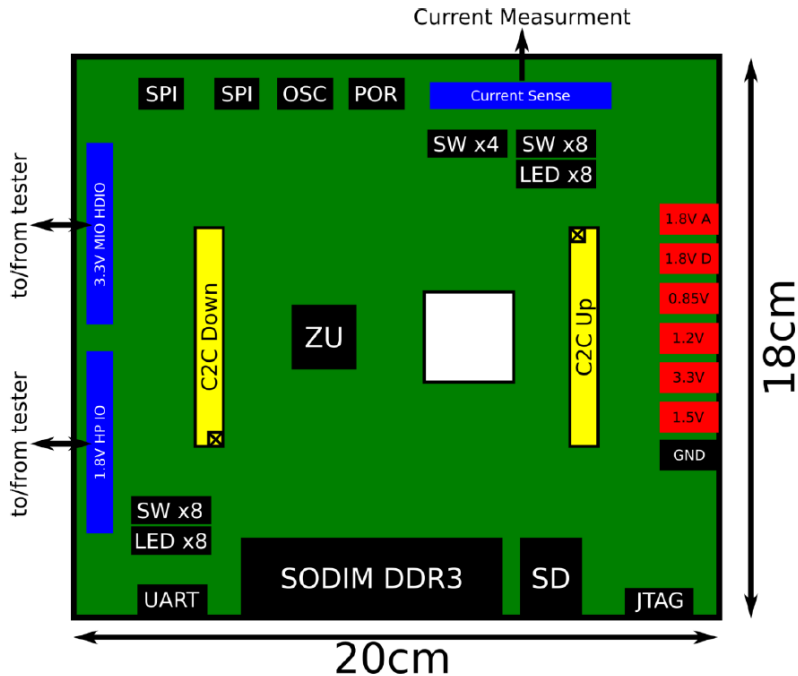 Current Measurment
SPI
SPI
OSC
POR
Current Sense
SW x4
SW x8
LED x8
to/from tester
3.3V MIO HDIO
1.8V A
1.8V D
0.85V
1.2V
3.3V
1.5V
GND
C2C Down
ZU
C2C Up
18cm
to/from tester
1.8V HP IO
SW x8
LED x8
UART
SODIM DDR3
SD
JTAG
20cm